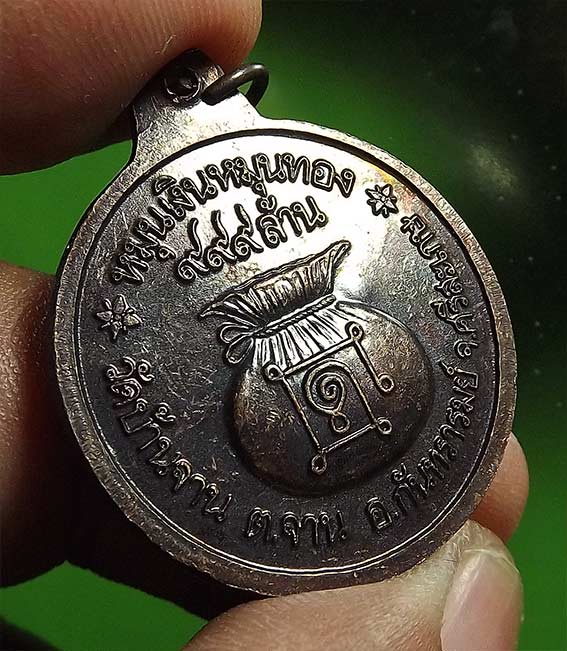 หมุนเงินหมุนทอง
๙๙๙ ล้าน
วัดบ้านจาน ต.จาน อ.กันทรารมย์ จ.ศรีสะเกษ